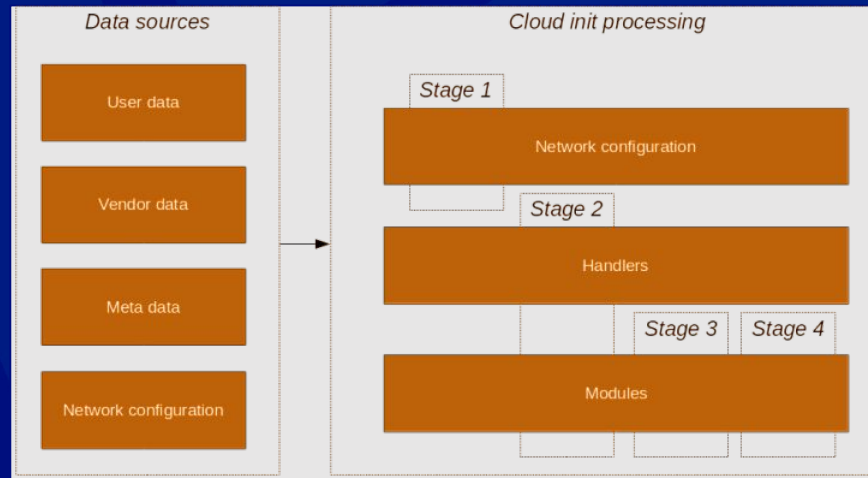 Data sources
User data
Vendor data
Meta data
Network configuration
Cloud init processing
Stage 1
Network configuration
Stage 2
Handlers
Stage 3
Stage 4
Modules